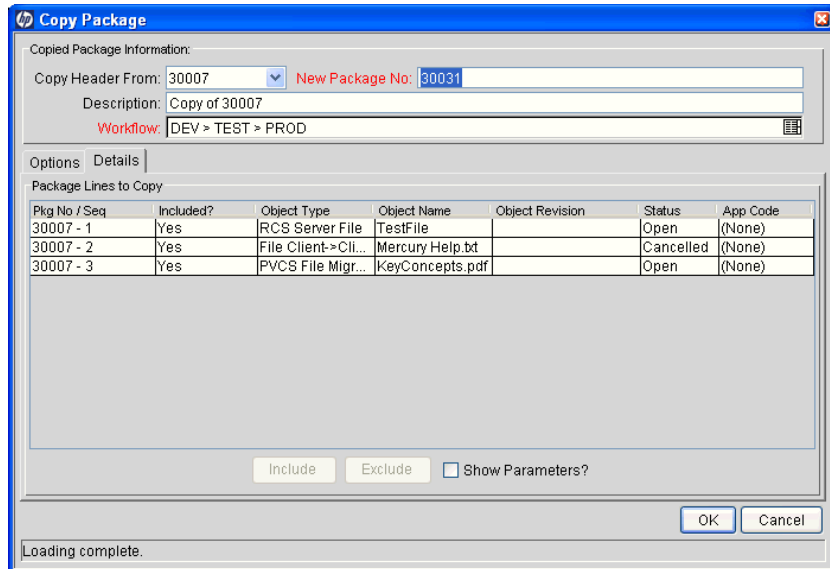 hp Copy Package
Copied Package Information:
Copy Header From: 30007 New Package No: 30031
Description: Copy of 30007
Workflow: DEV > TEST > PROD
Options Details
Package Lines to Copy
Pkg No / Seq Included? Object Type Object Name Object Revision Status App Code
30007 - 1 Yes RCS Server File TestFile Open (None)
30007 - 2 Yes File Client->Cli... Mercury Help.txt Cancelled (None)
30007 - 3 Yes PVCS File Migr... KeyConcepts.pdf Open (None)
Include Exclude Show Parameters?
OK Cancel
Loading complete.